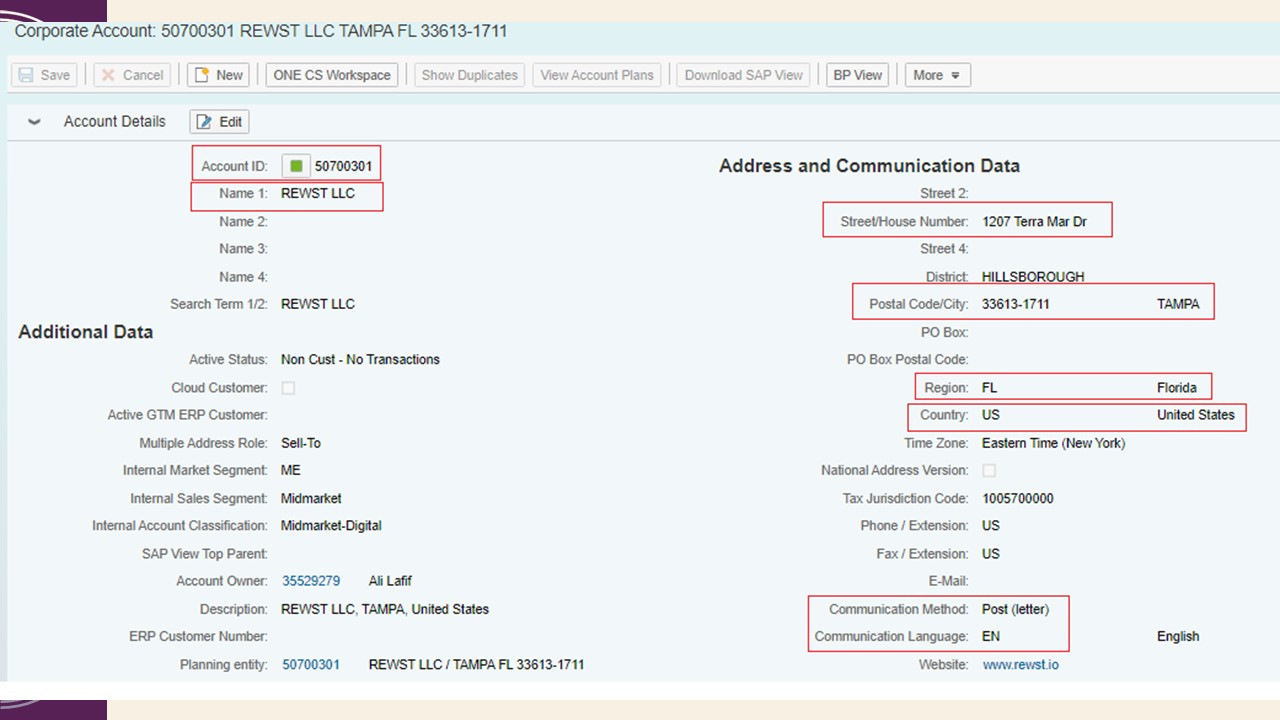 Corporate Account: 50700301 REWST LLC TAMPA FL 33613-1711
Save Cancel New ONE CS Workspace Show Duplicates View Account Plans Download SAP View BP View More
Account Details Edit
Account ID: 50700301
Name 1: REWST LLC
Name 2:
Name 3:
Name 4:
Search Term 1/2: REWST LLC
Additional Data
Active Status: Non Cust - No Transactions
Cloud Customer:
Active GTM ERP Customer:
Multiple Address Role: Sell-To
Internal Market Segment: ME
Internal Sales Segment: Midmarket
Internal Account Classification: Midmarket-Digital
SAP View Top Parent:
Account Owner: 35529279 Ali Lafif
Description: REWST LLC, TAMPA, United States
ERP Customer Number:
Planning entity: 50700301 REWST LLC / TAMPA FL 33613-1711
Address and Communication Data
Street 2:
Street/House Number: 1207 Terra Mar Dr
Street 4:
District: HILLSBOROUGH
Postal Code/City: 33613-1711 TAMPA
PO Box:
PO Box Postal Code:
Region: FL Florida
Country: US United States
Time Zone: Eastern Time (New York)
National Address Version:
Tax Jurisdiction Code: 1005700000
Phone / Extension: US
Fax / Extension: US
E-Mail:
Communication Method: Post (letter)
Communication Language: EN English
Website: www.rewst.io